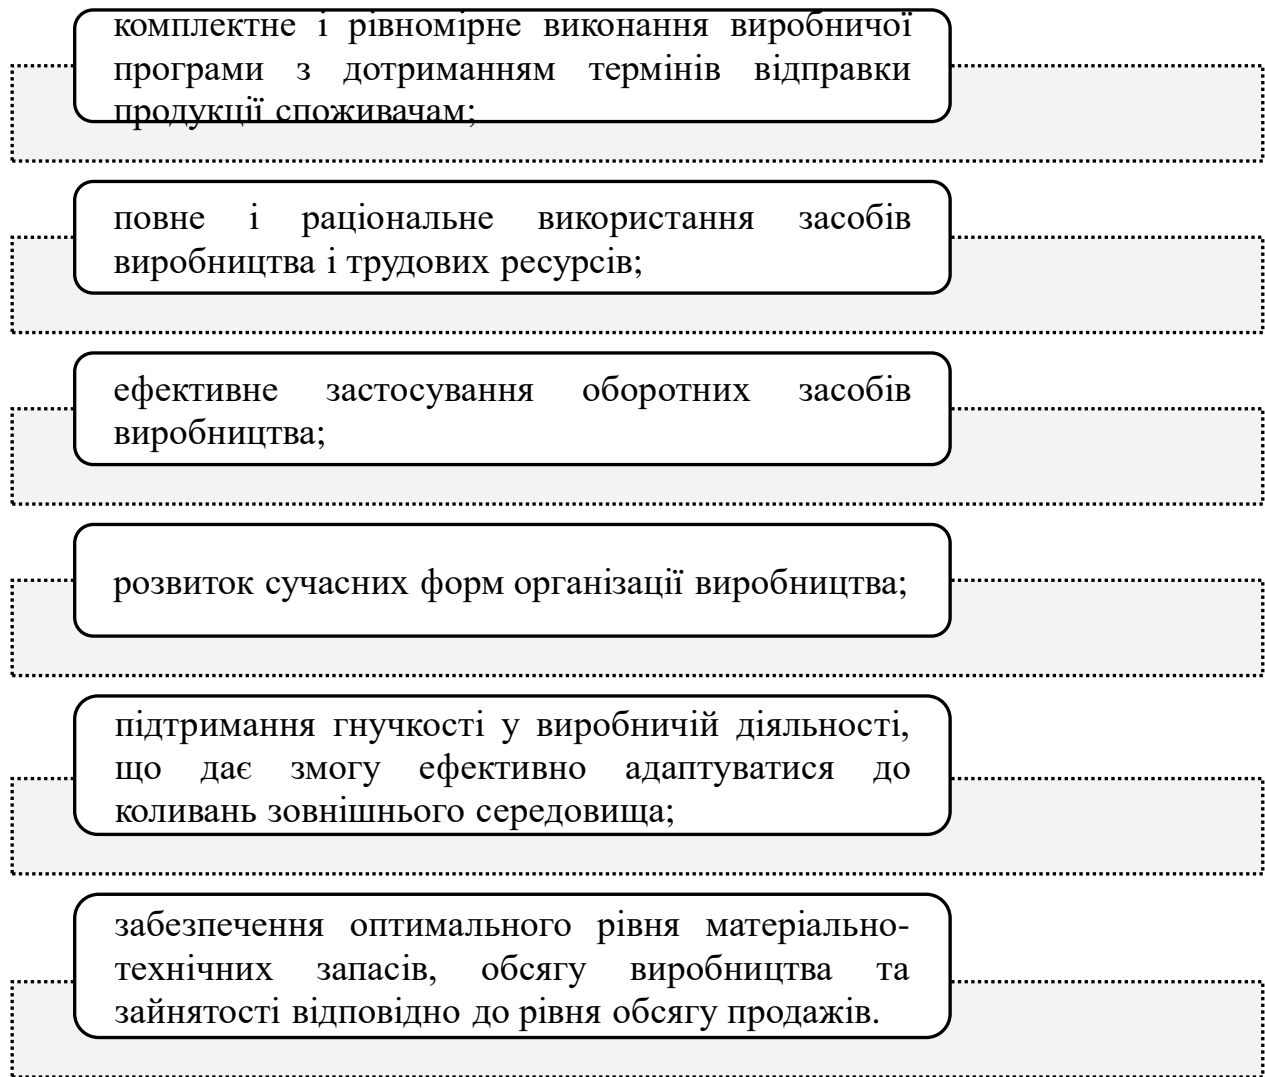 комплектне і рівномірне виконання виробничої
програми з дотриманням термінів відправки
продукції споживачам;
повне і раціональне використання засобів
виробництва і трудових ресурсів;
ефективне застосування оборотних засобів
виробництва;
розвиток сучасних форм організації виробництва;
підтримання гнучкості у виробничій діяльності,
що дає змогу ефективно адаптуватися до
коливань зовнішнього середовища;
забезпечення оптимального рівня матеріально-
технічних запасів, обсягу виробництва та
зайнятості відповідно до рівня обсягу продажів.